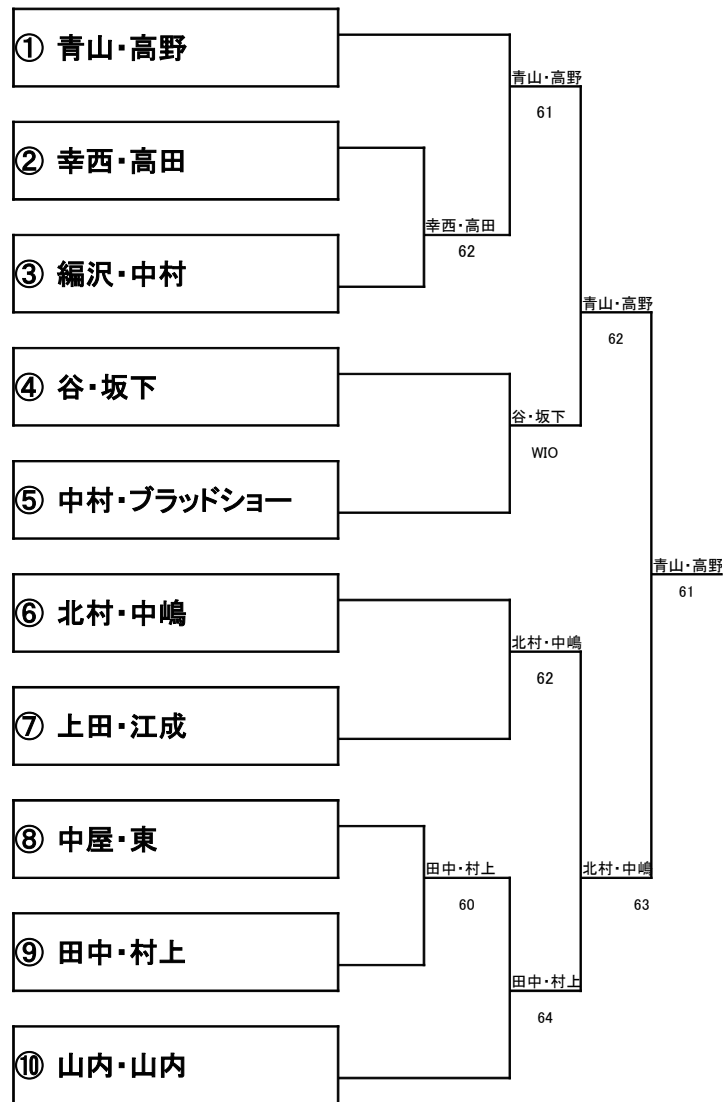 ① 青山・高野
② 幸西・高田
③ 編沢・中村
④ 谷・坂下
⑤ 中村・ブラッドショー
⑥ 北村・中嶋
⑦ 上田・江成
⑧ 中屋・東
⑨ 田中・村上
⑩ 山内・山内
幸西・高田
62
田中・村上
60
青山・高野
61
谷・坂下
WIO
北村・中嶋
62
田中・村上
64
青山・高野
62
北村・中嶋
63
青山・高野
61